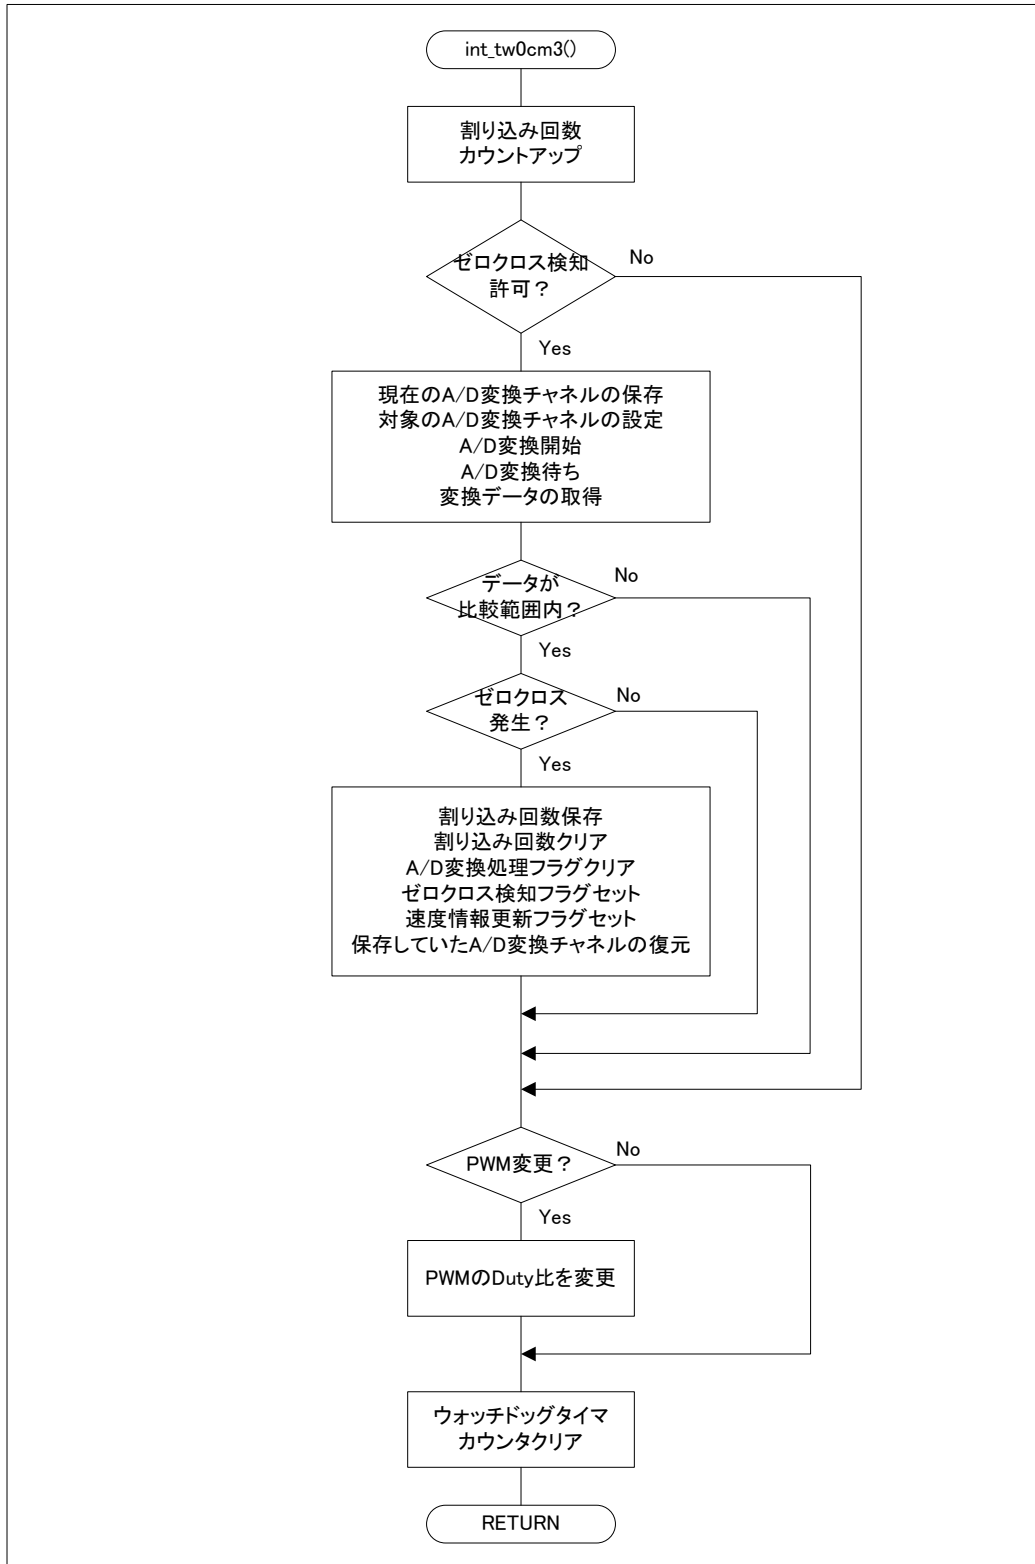 int_tw0cm3()
割り込み回数
カウントアップ
ゼロクロス検知
許可？
No
Yes
現在のA/D変換チャネルの保存
対象のA/D変換チャネルの設定
A/D変換開始
A/D変換待ち
変換データの取得
データが
比較範囲内？
No
Yes
ゼロクロス
発生？
No
Yes
割り込み回数保存
割り込み回数クリア
A/D変換処理フラグクリア
ゼロクロス検知フラグセット
速度情報更新フラグセット
保存していたA/D変換チャネルの復元
PWM変更？
No
Yes
PWMのDuty比を変更
ウォッチドッグタイマ
カウンタクリア
RETURN